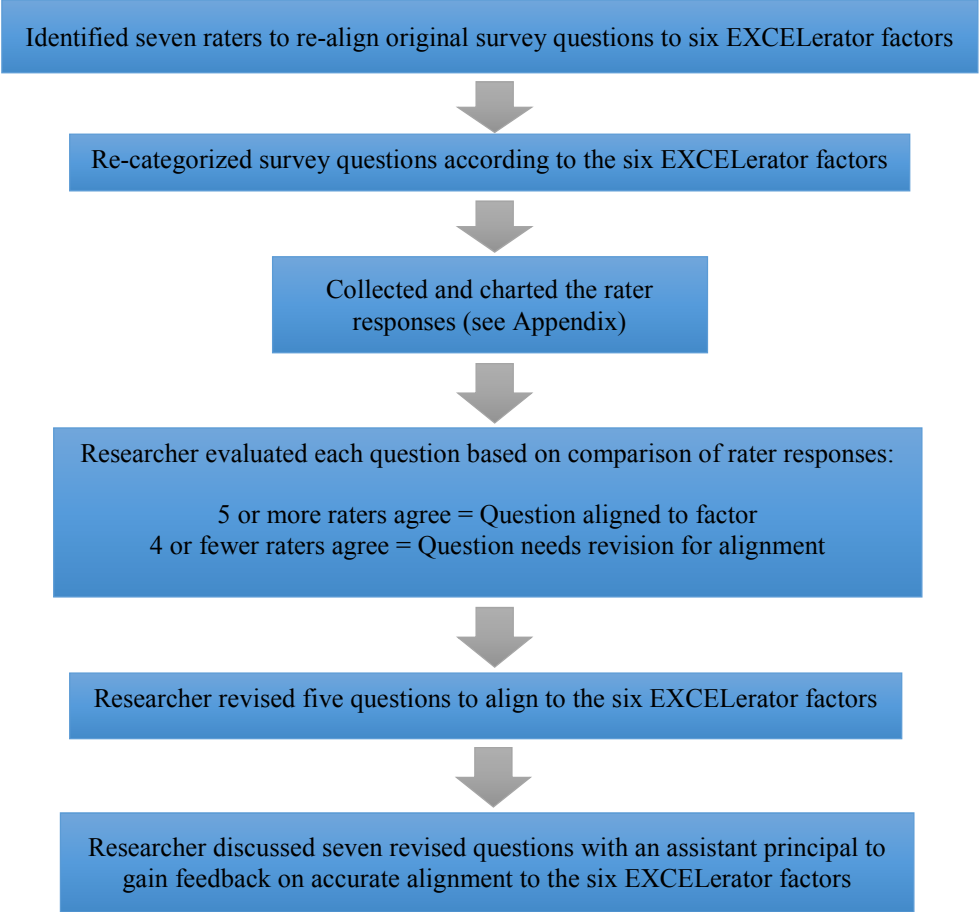 Identified seven raters to re-align original survey questions to six EXCELerator factors
Re-categorized survey questions according to the six EXCELerator factors
Collected and charted the rater
responses (see Appendix)
Researcher evaluated each question based on comparison of rater responses:
5 or more raters agree = Question aligned to factor
4 or fewer raters agree = Question needs revision for alignment
Researcher revised five questions to align to the six EXCELerator factors
Researcher discussed seven revised questions with an assistant principal to
gain feedback on accurate alignment to the six EXCELerator factors